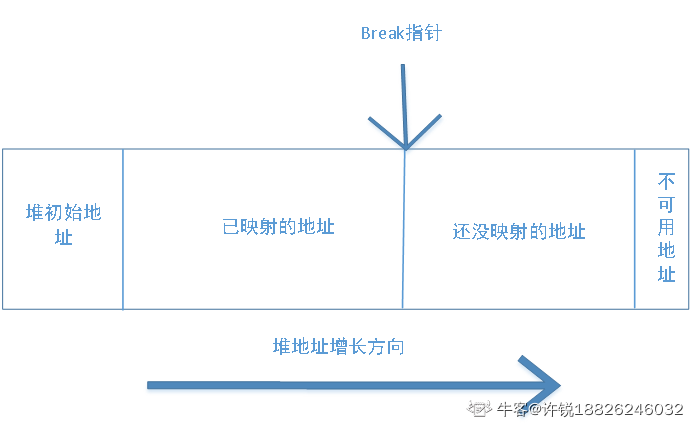 Break指针
堆初始地
址
已映射的地址
还没映射的地址
不
可
用
地
址
堆地址增长方向
牛客@许锐18826246032